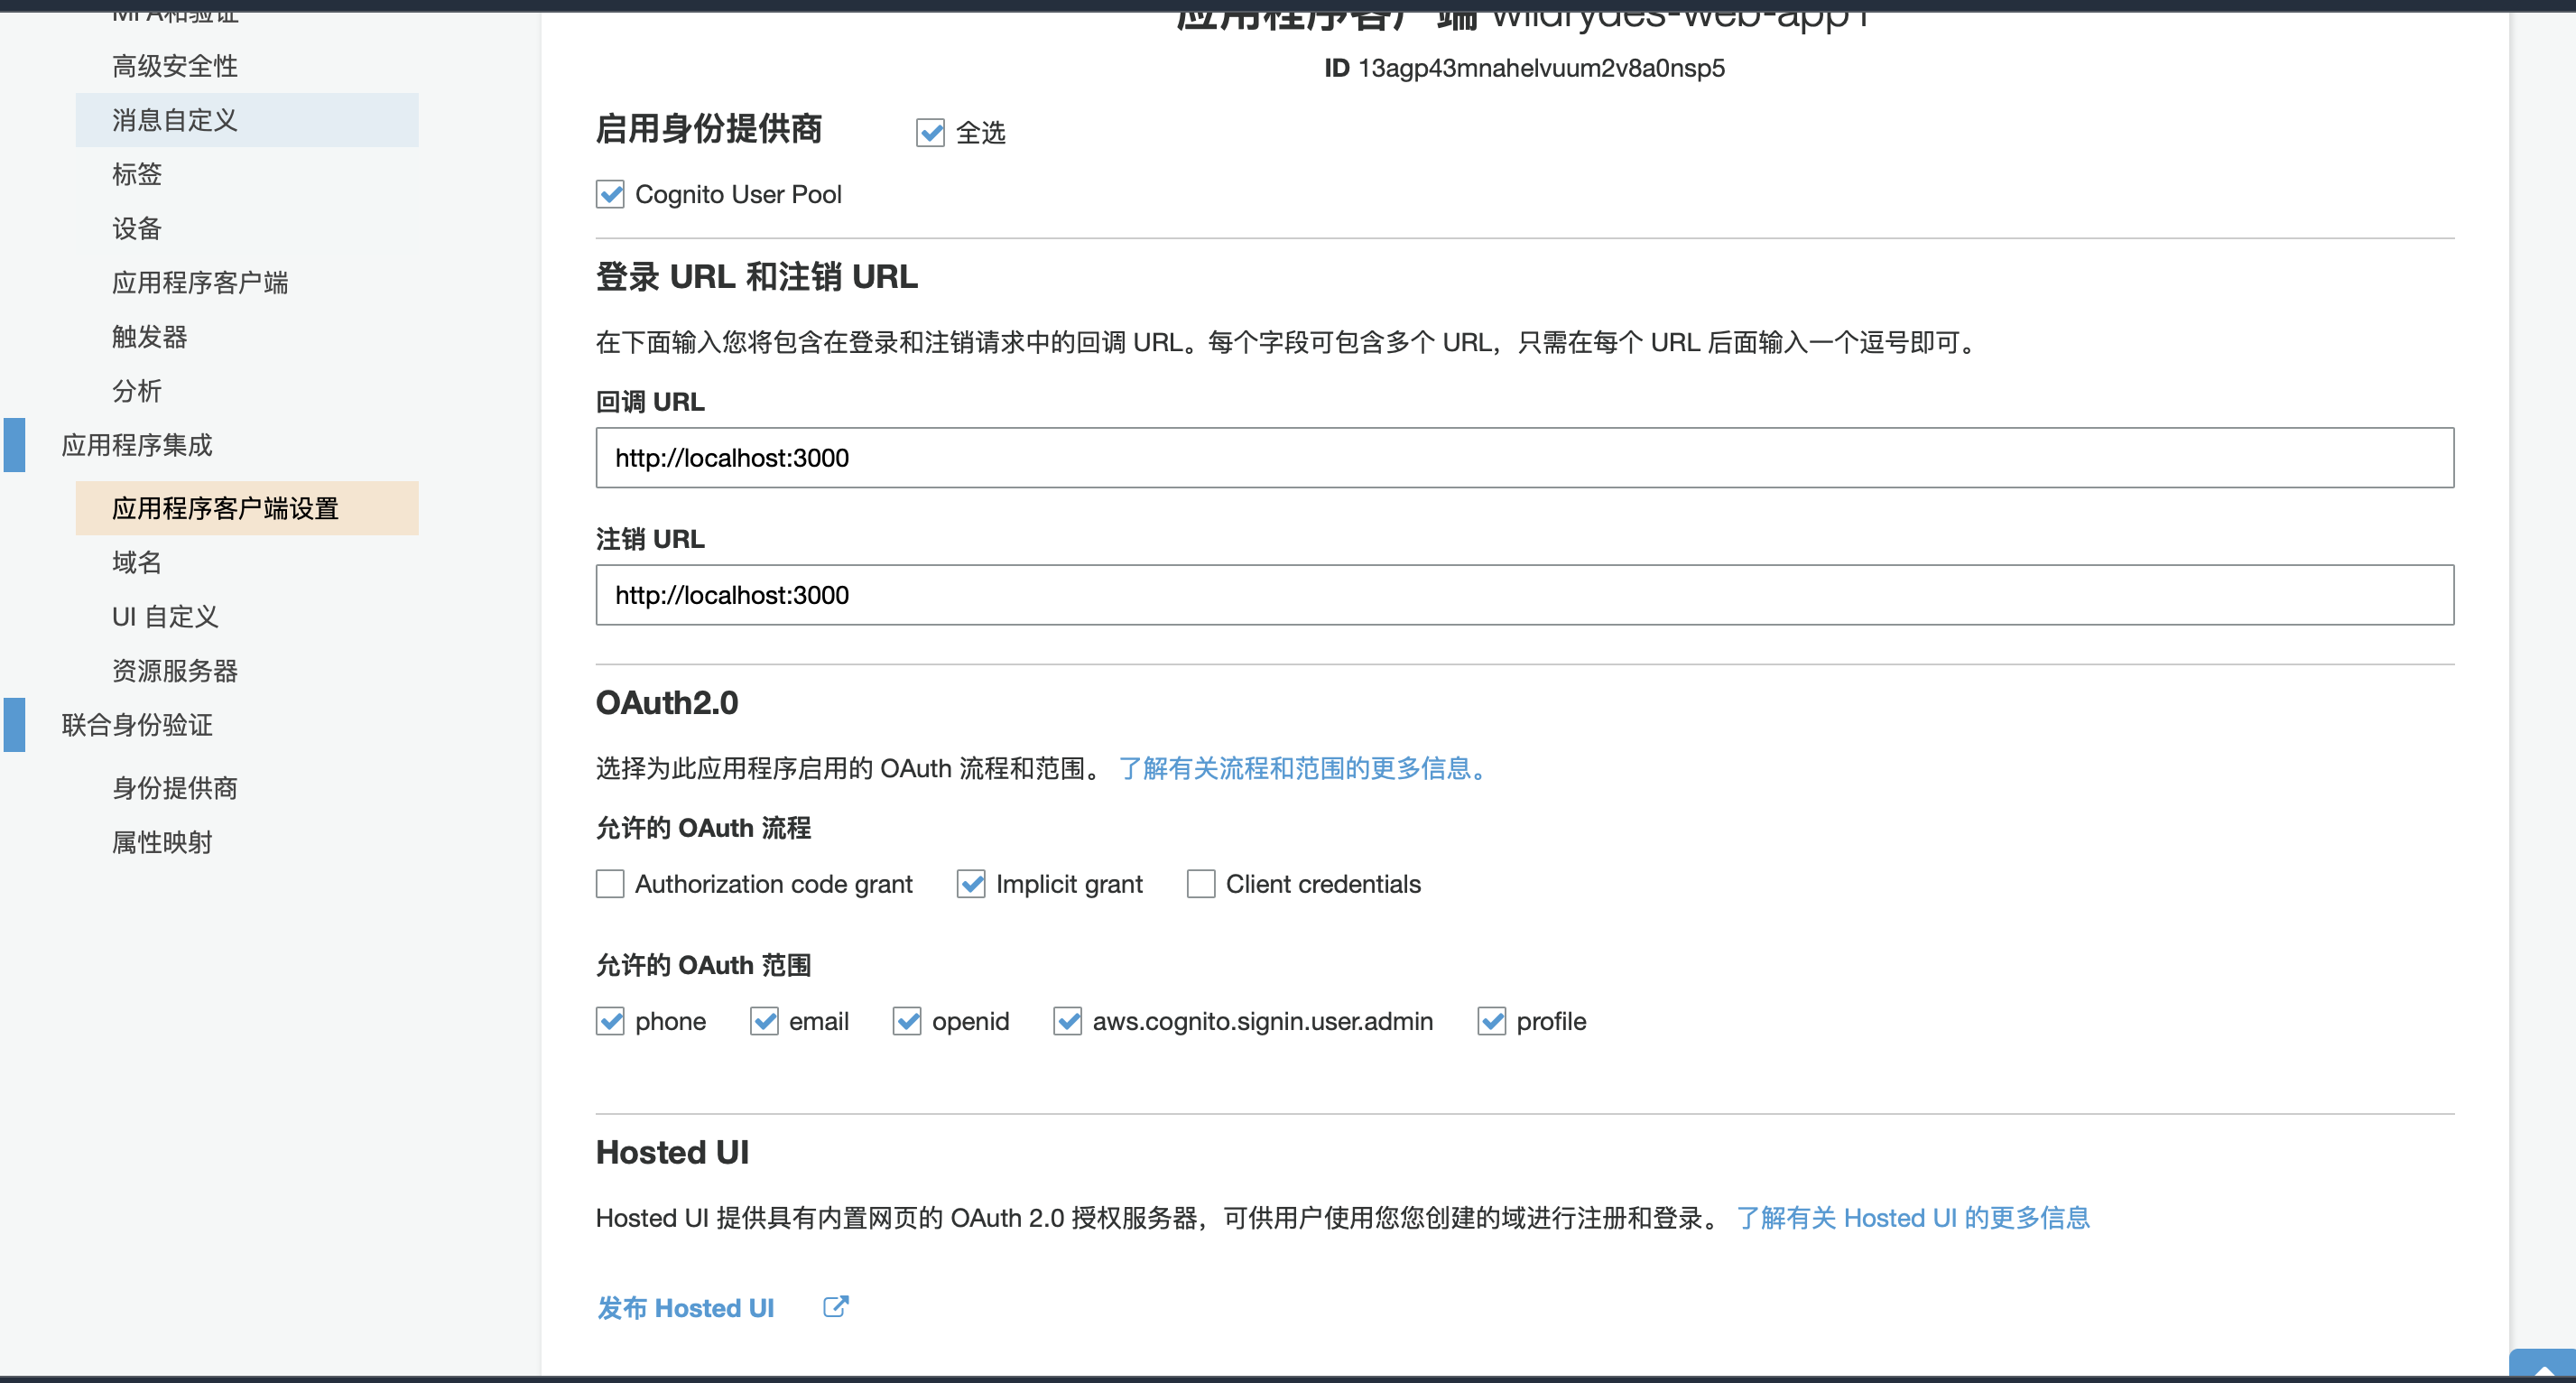 MFA和验证
高级安全性
消息自定义
标签
设备
应用程序客户端
触发器
分析
应用程序集成
应用程序客户端设置
域名
UI 自定义
资源服务器
联合身份验证
身份提供商
属性映射
应用程序客户端 wildrydes-web-app1
ID 13agp43mnahelvuum2v8a0nsp5
启用身份提供商 全选
Cognito User Pool
登录 URL 和注销 URL
在下面输入您将包含在登录和注销请求中的回调 URL。每个字段可包含多个 URL，只需在每个 URL 后面输入一个逗号即可。
回调 URL
http://localhost:3000
注销 URL
http://localhost:3000
OAuth2.0
选择为此应用程序启用的 OAuth 流程和范围。 了解有关流程和范围的更多信息。
允许的 OAuth 流程
Authorization code grant Implicit grant Client credentials
允许的 OAuth 范围
phone email openid aws.cognito.signin.user.admin profile
Hosted UI
Hosted UI 提供具有内置网页的 OAuth 2.0 授权服务器，可供用户使用您您创建的域进行注册和登录。 了解有关 Hosted UI 的更多信息
发布 Hosted UI